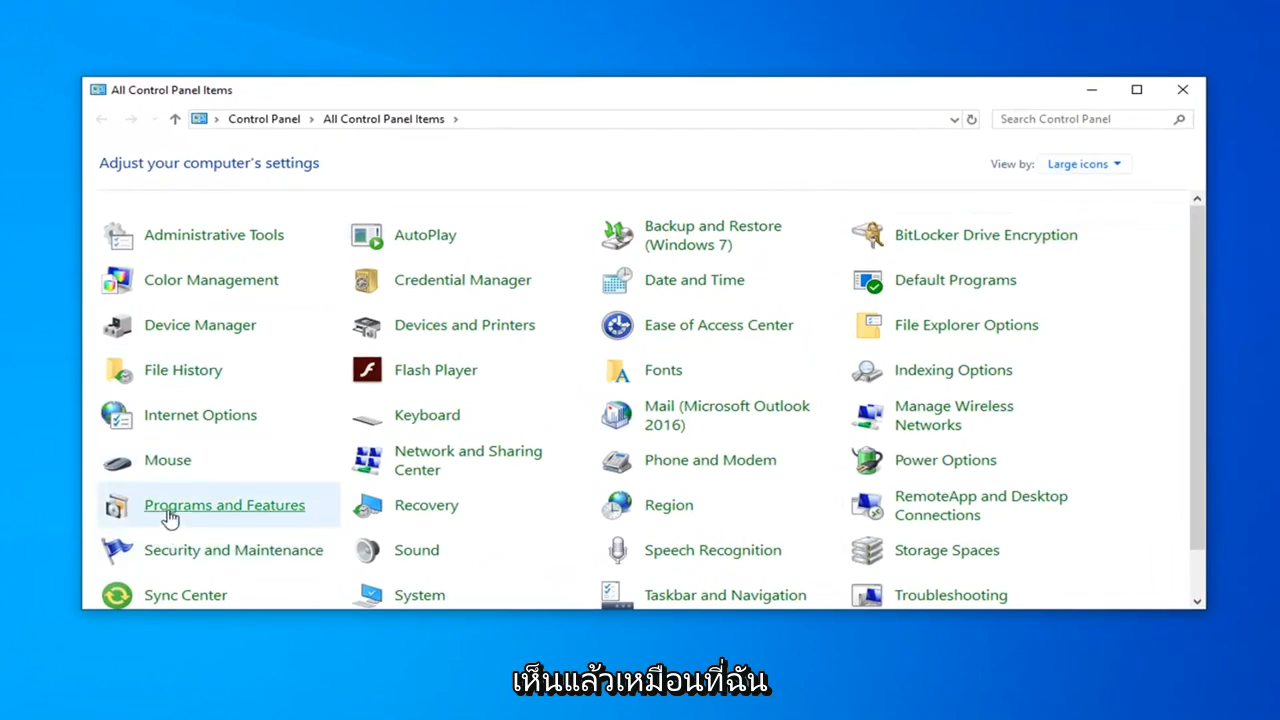 All Control Panel Items
Control Panel > All Control Panel Items >
Search Control Panel
Adjust your computer's settings
View by: Large icons
Administrative Tools
AutoPlay
Backup and Restore
(Windows 7)
BitLocker Drive Encryption
Color Management
Credential Manager
Date and Time
Default Programs
Device Manager
Devices and Printers
Ease of Access Center
File Explorer Options
File History
Flash Player
Fonts
Indexing Options
Internet Options
Keyboard
Mail (Microsoft Outlook
2016)
Manage Wireless
Networks
Mouse
Network and Sharing
Center
Phone and Modem
Power Options
Programs and Features
Recovery
Region
RemoteApp and Desktop
Connections
Security and Maintenance
Sound
Speech Recognition
Storage Spaces
Sync Center
System
Taskbar and Navigation
Troubleshooting
เห็นแล้วเหมือนที่ฉัน